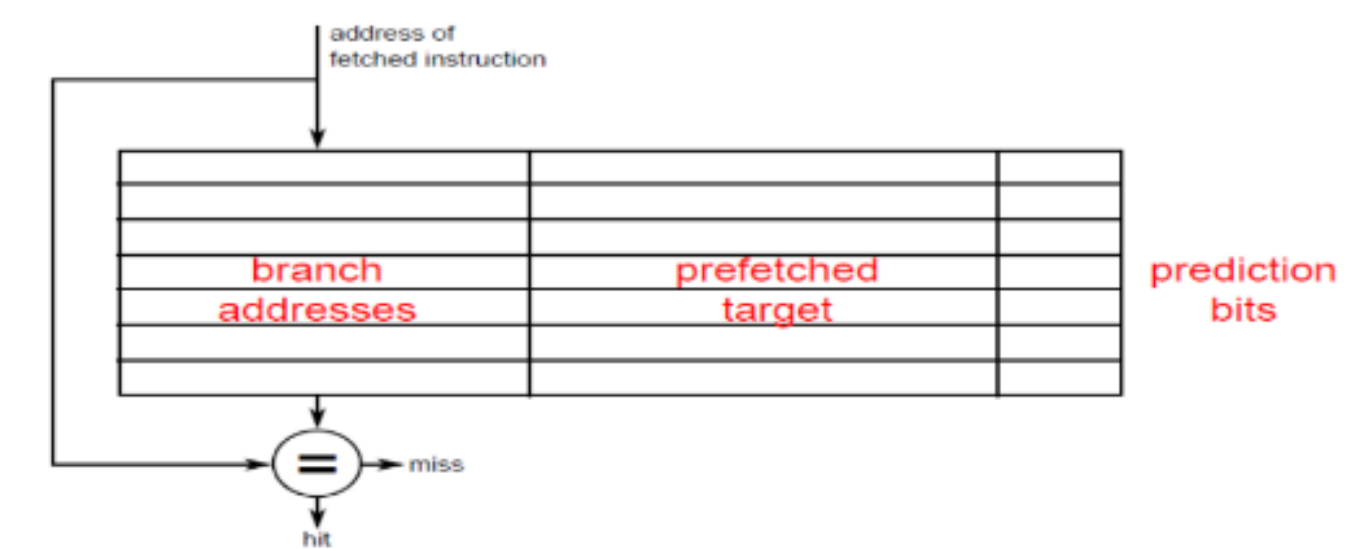 address of
fetched instruction
branch
addresses
prefetched
target
prediction
bits
=
miss
hit